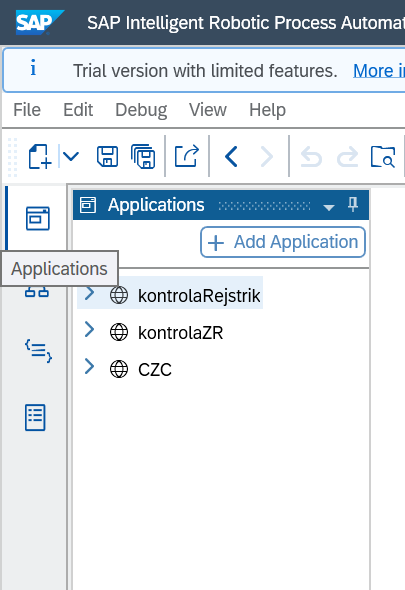 SAP SAP Intelligent Robotic Process Automat
i Trial version with limited features. More in
File Edit Debug View Help
Applications
Add Application
Applications
kontrolaRejstrik
kontrolaZR
CZC